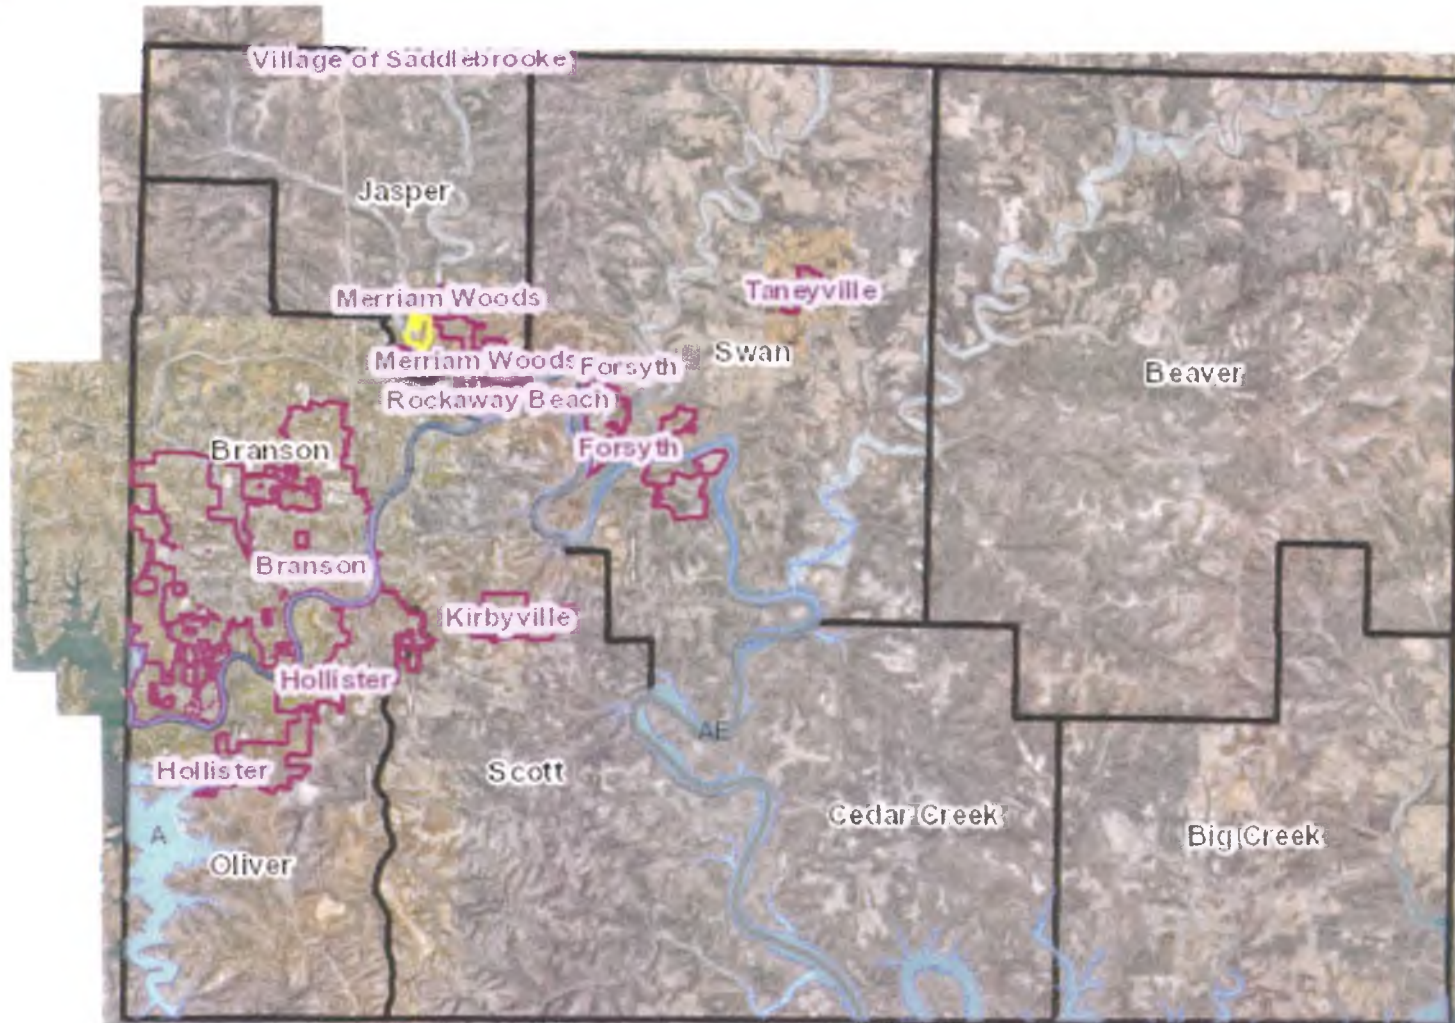 Village of Saddlebrooke
Jasper
Merriam Woods
Taneyville
Merriam Woods
Forsyth
Swan
Beaver
Rockaway Beach
Branson
Forsyth
Branson
Kirbyville
Hollister
AE
Hollister
Scott
Cedar Creek
A
Big Creek
Oliver